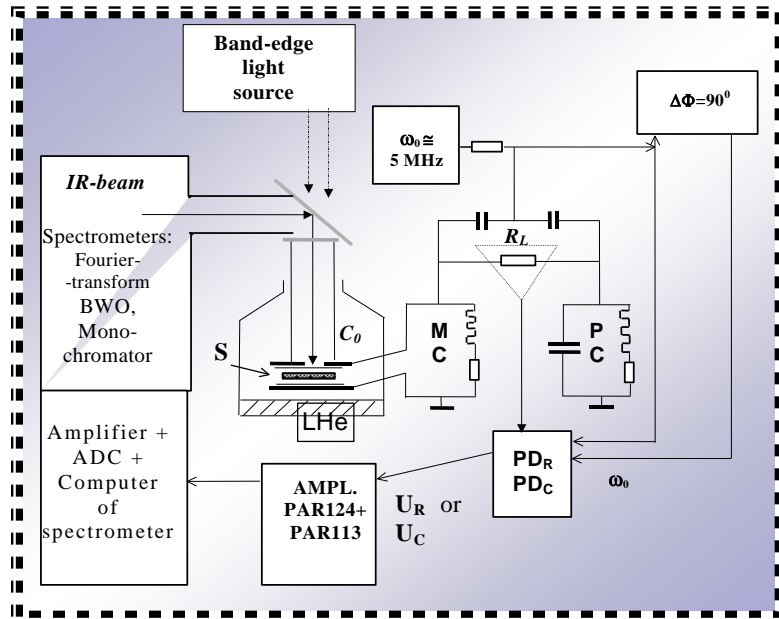 Band-edge
light
source
ω₀ ≅
5 MHz
ΔΦ=90⁰
IR-beam
Spectrometers:
Fourier-
-transform
BWO,
Mono-
chromator
R_L
C₀
S
M
C
P
C
LHe
Amplifier +
ADC +
Computer
of
spectrometer
AMPL.
PAR124+
PAR113
U_R or
U_C
PD_R
PD_C
ω₀